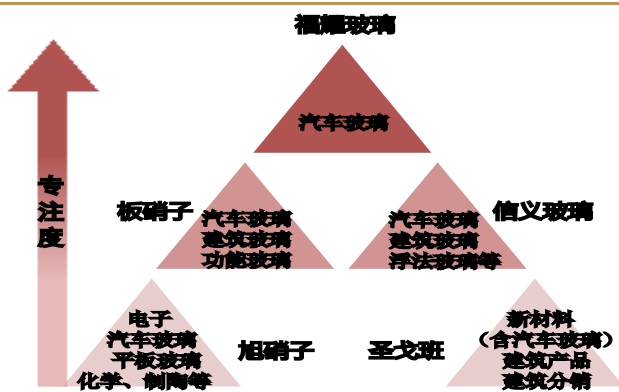 福耀玻璃
汽车玻璃
专注度
板硝子
汽车玻璃
建筑玻璃
功能玻璃
汽车玻璃
建筑玻璃
浮法玻璃等
信义玻璃
电子
汽车玻璃
平板玻璃
化学、制陶等
旭硝子
圣戈班
新材料
（含汽车玻璃）
建筑产品
建筑分销